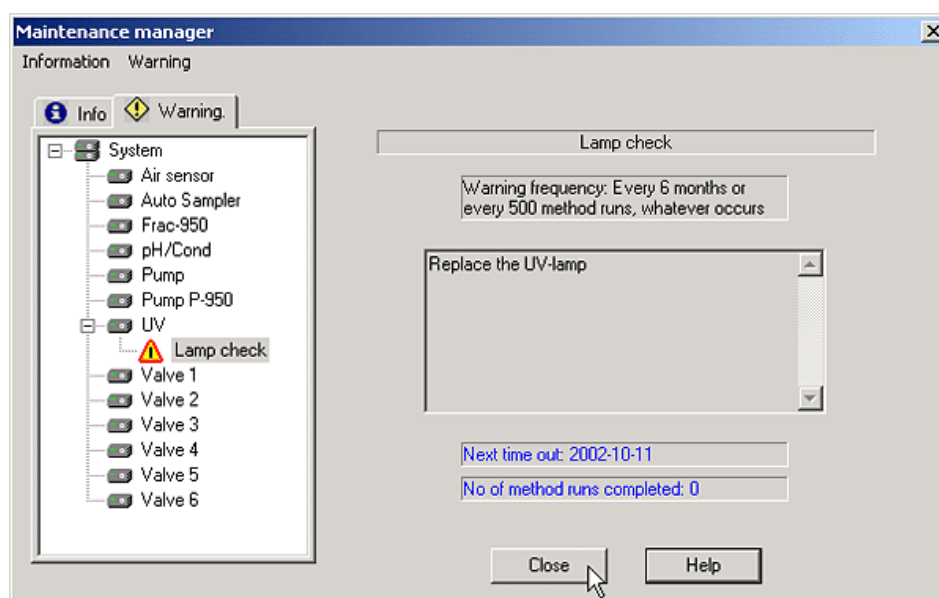 Maintenance manager
Information Warning
Info Warning.
System
Air sensor
Auto Sampler
Frac-950
pH/Cond
Pump
Pump P-950
UV
Lamp check
Valve 1
Valve 2
Valve 3
Valve 4
Valve 5
Valve 6
Lamp check
Warning frequency: Every 6 months or
every 500 method runs, whatever occurs
Replace the UV-lamp
Next time out: 2002-10-11
No of method runs completed: 0
Close Help